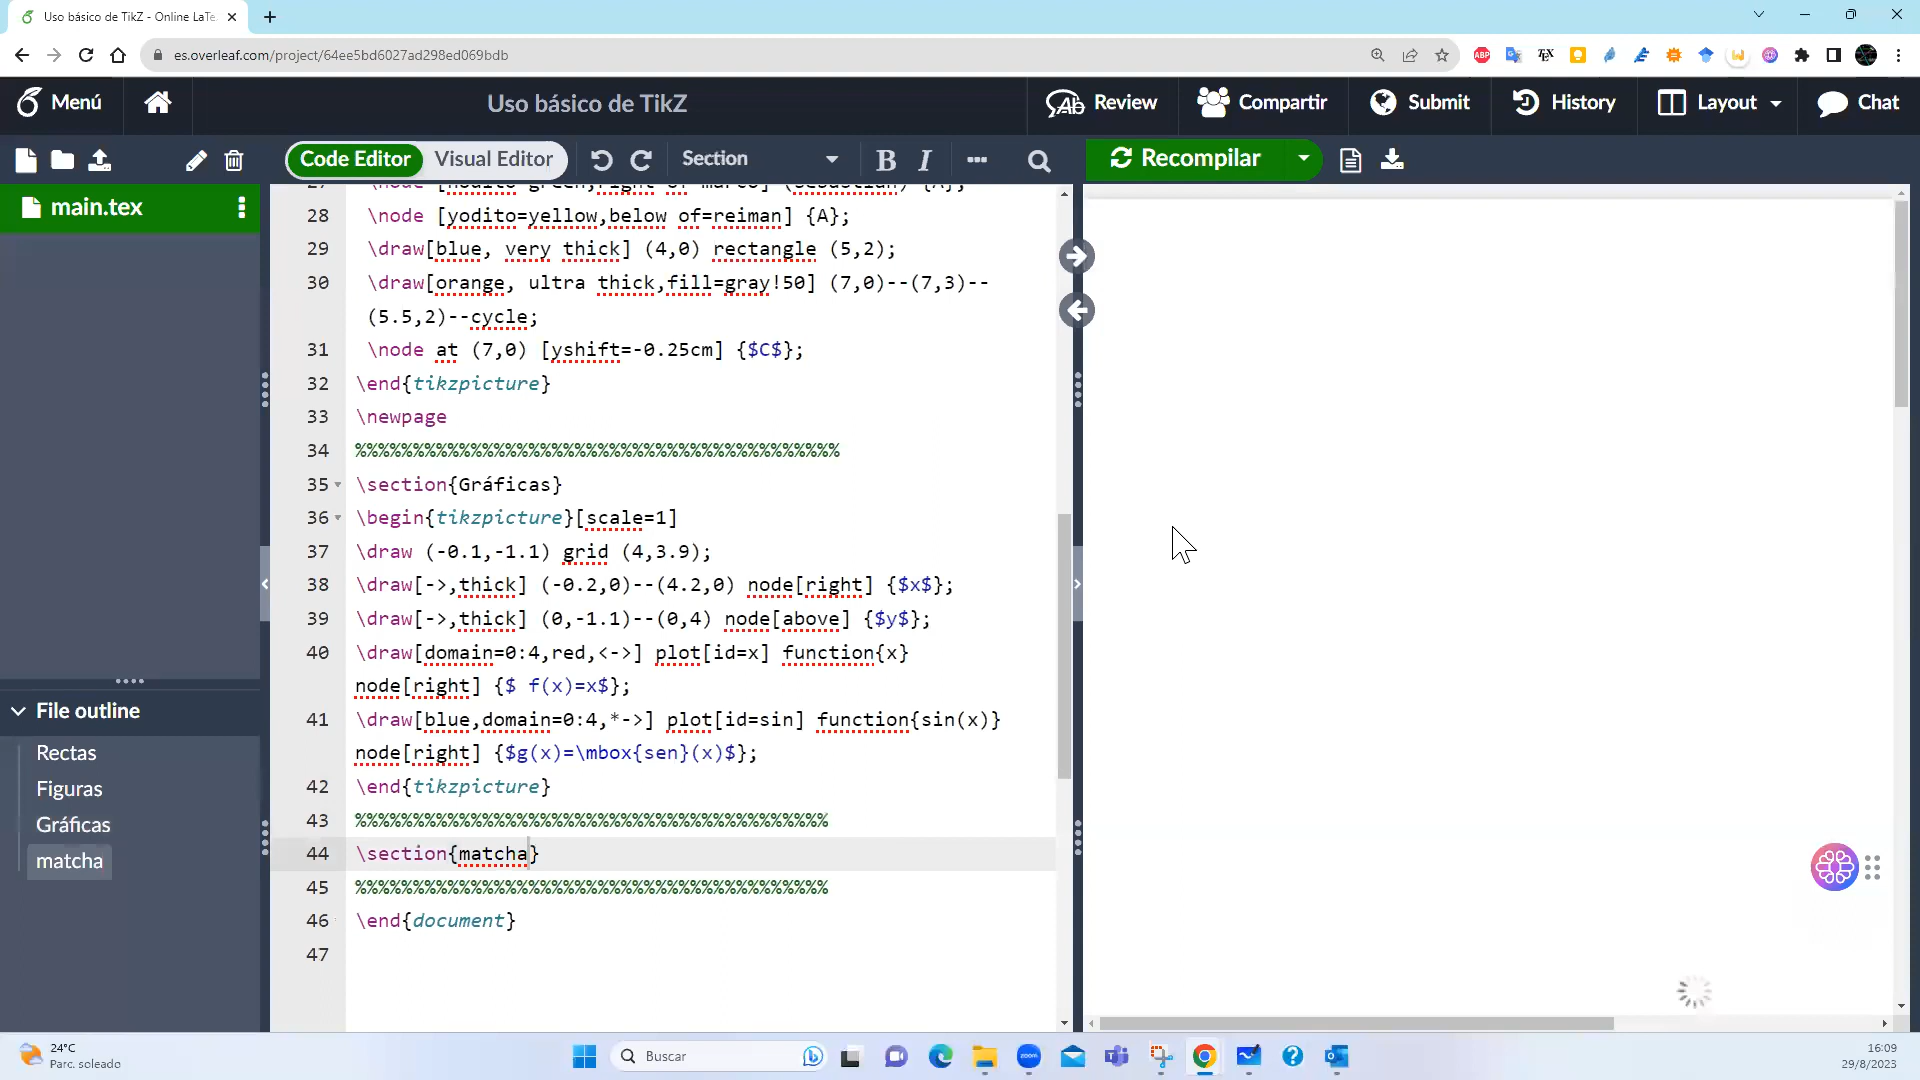 Uso básico de TikZ - Online LaTe
es.overleaf.com/project/64ee5bd6027ad298ed069bdb
ABP
TEX
Menú
Uso básico de TikZ
Review
Compartir
Submit
History
Layout
Chat
Code Editor
Visual Editor
Section
B
I
Recompilar
main.tex
28 \node [yodito=yellow,below of=reiman] {A};
29 \draw[blue, very thick] (4,0) rectangle (5,2);
30 \draw[orange, ultra thick,fill=gray!50] (7,0)--(7,3)--
(5.5,2)--cycle;
31 \node at (7,0) [yshift=-0.25cm] {$C$};
32 \end{tikzpicture}
33 \newpage
34 %%%%%%%%%%%%%%%%%%%%%%%%%%%%%%%%%%%%%%%%%%
35 \section{Gráficas}
36 \begin{tikzpicture}[scale=1]
37 \draw (-0.1,-1.1) grid (4,3.9);
38 \draw[->,thick] (-0.2,0)--(4.2,0) node[right] {$x$};
39 \draw[->,thick] (0,-1.1)--(0,4) node[above] {$y$};
40 \draw[domain=0:4,red,<->] plot[id=x] function{x}
node[right] {$ f(x)=x$};
41 \draw[blue,domain=0:4,*->] plot[id=sin] function{sin(x)}
node[right] {$g(x)=\mbox{sen}(x)$};
42 \end{tikzpicture}
43 %%%%%%%%%%%%%%%%%%%%%%%%%%%%%%%%%%%%%%%%%
44 \section{matcha}
45 %%%%%%%%%%%%%%%%%%%%%%%%%%%%%%%%%%%%%%%%%
46 \end{document}
47
File outline
Rectas
Figuras
Gráficas
matcha
24°C
Parc. soleado
Buscar
zoom
16:09
29/8/2023